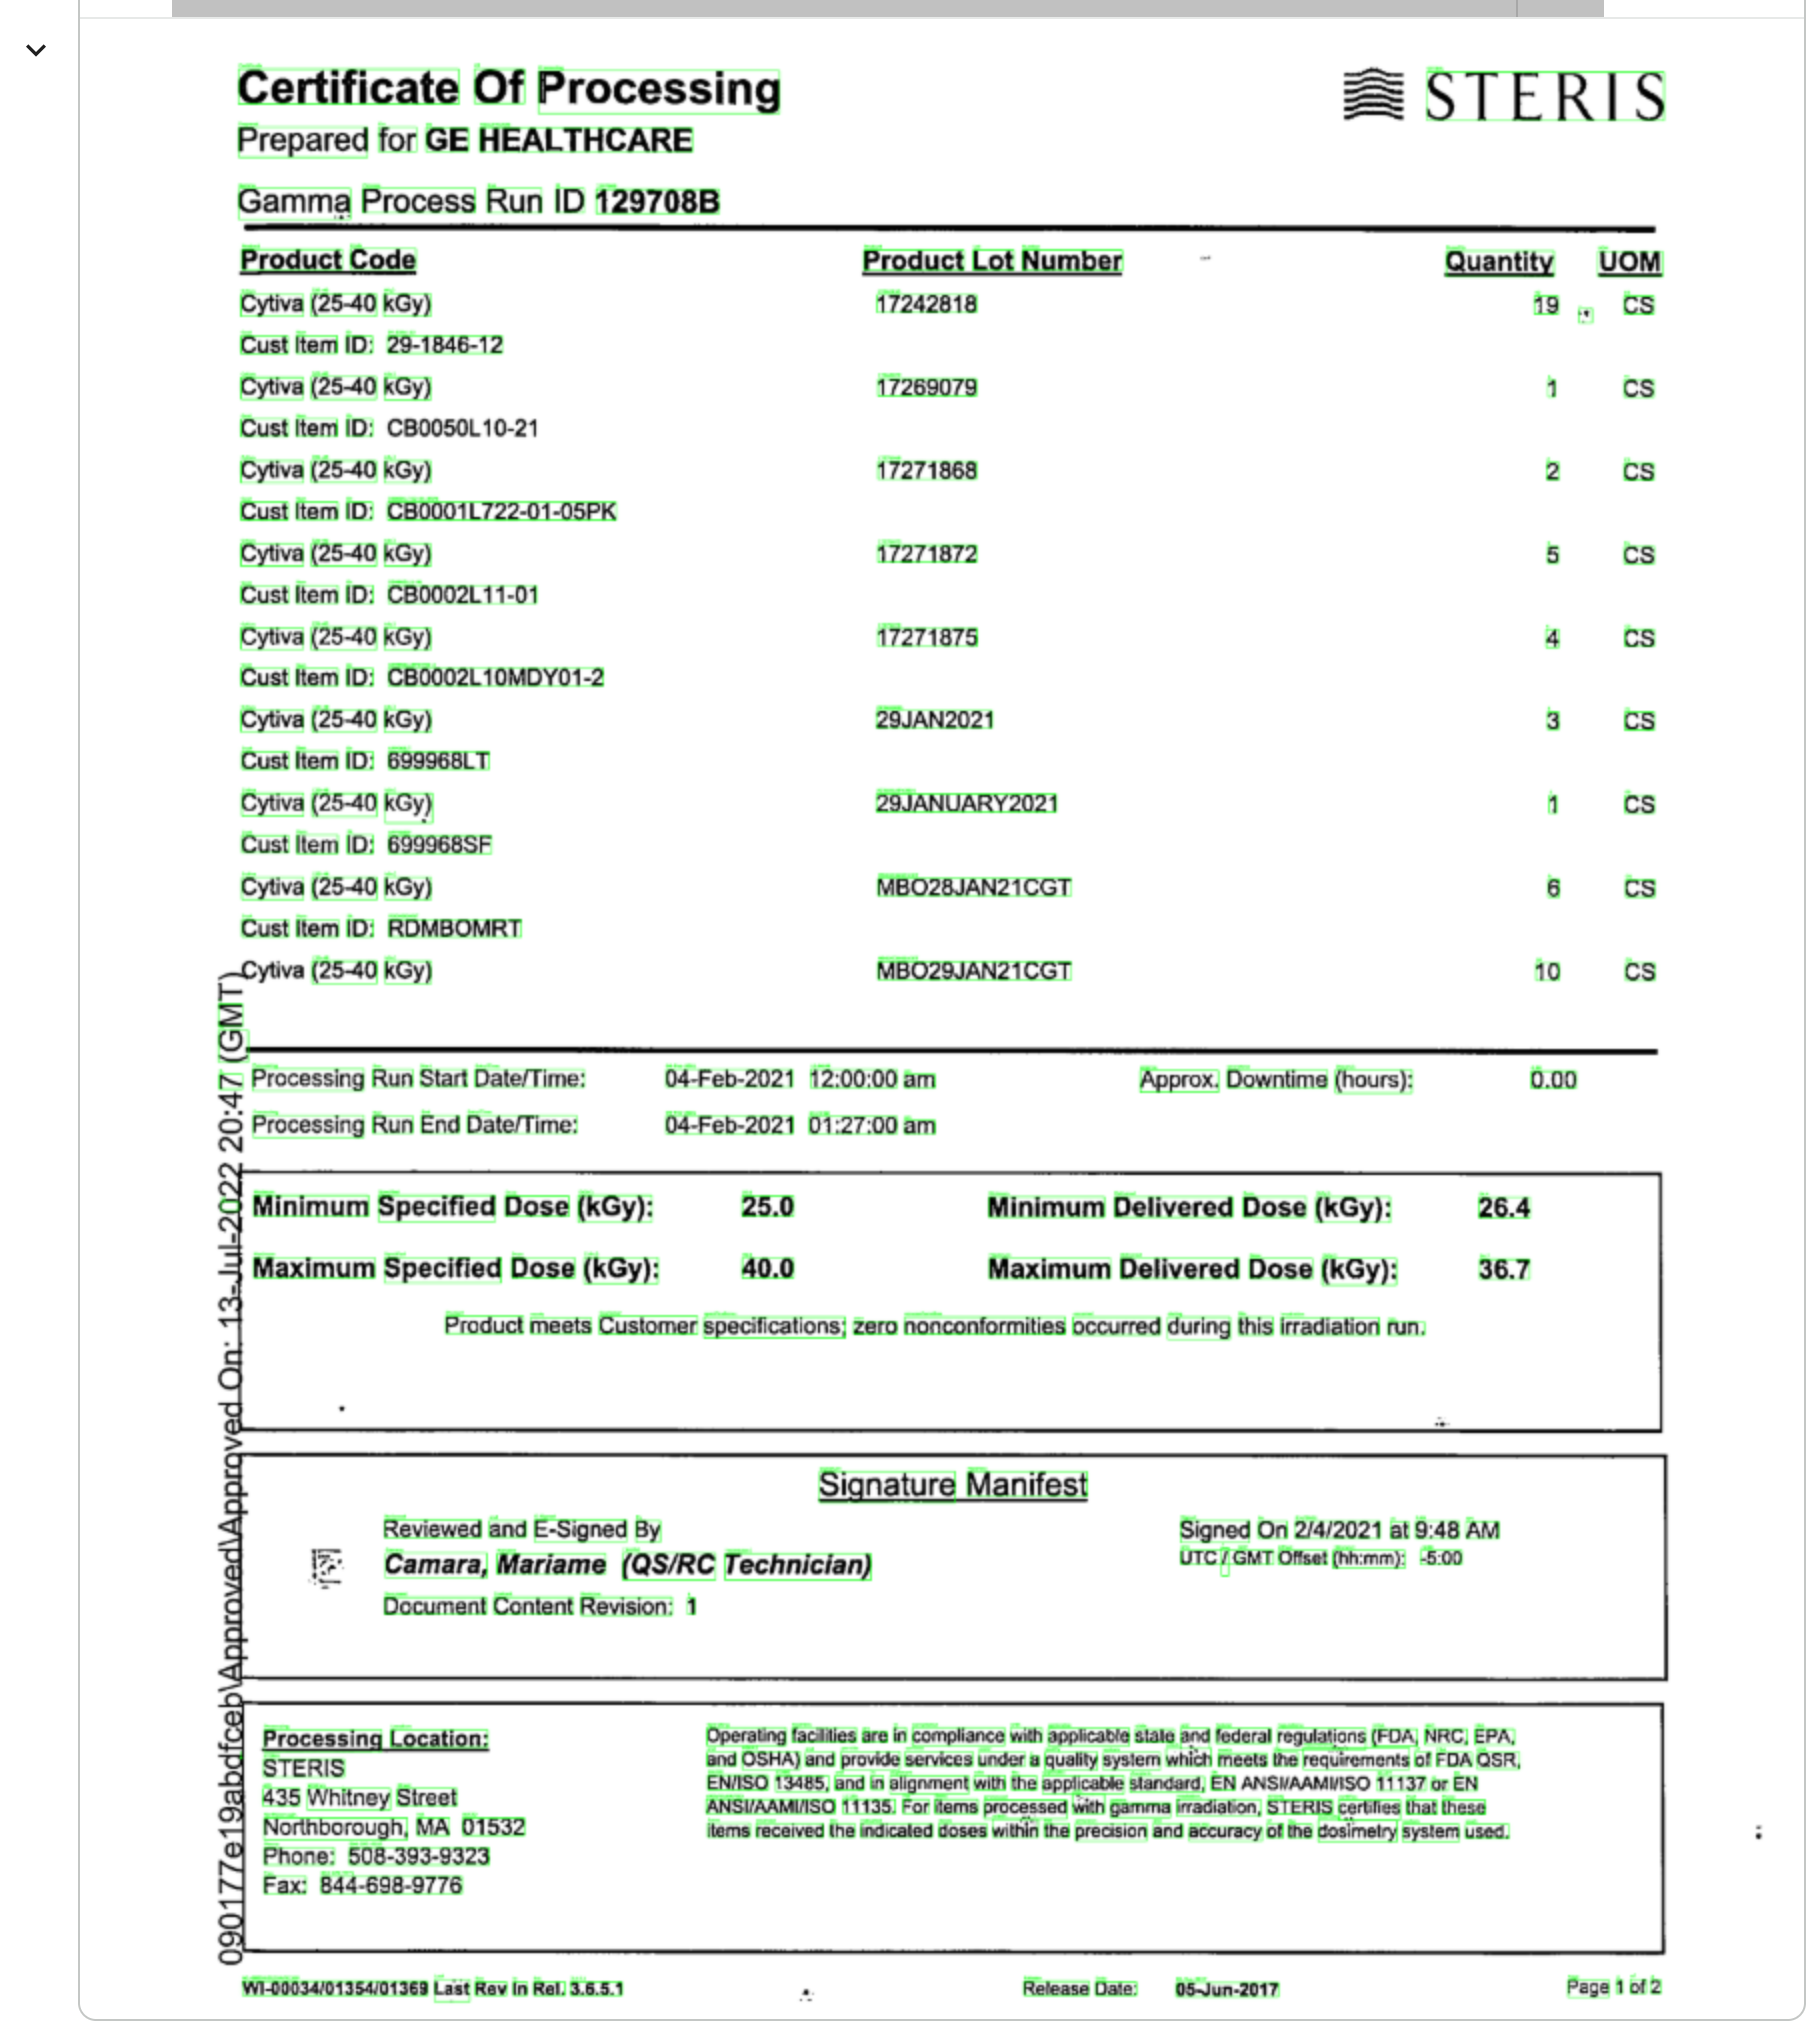 Certificate Of Processing
STERIS
Prepared for GE HEALTHCARE
Gamma Process Run ID 129708B
Product Code Product Lot Number Quantity UOM
Cytiva (25-40 kGy) 17242818 19 CS
Cust Item ID: 29-1846-12
Cytiva (25-40 kGy) 17269079 1 CS
Cust Item ID: CB0050L10-21
Cytiva (25-40 kGy) 17271868 2 CS
Cust Item ID: CB0001L722-01-05PK
Cytiva (25-40 kGy) 17271872 5 CS
Cust Item ID: CB0002L11-01
Cytiva (25-40 kGy) 17271875 4 CS
Cust Item ID: CB0002L10MDY01-2
Cytiva (25-40 kGy) 29JAN2021 3 CS
Cust Item ID: 699968LT
Cytiva (25-40 kGy) 29JANUARY2021 1 CS
Cust Item ID: 699968SF
Cytiva (25-40 kGy) MBO28JAN21CGT 6 CS
Cust Item ID: RDMBOMRT
Cytiva (25-40 kGy) MBO29JAN21CGT 10 CS
Processing Run Start Date/Time: 04-Feb-2021 12:00:00 am Approx. Downtime (hours): 0.00
Processing Run End Date/Time: 04-Feb-2021 01:27:00 am
Minimum Specified Dose (kGy): 25.0 Minimum Delivered Dose (kGy): 26.4
Maximum Specified Dose (kGy): 40.0 Maximum Delivered Dose (kGy): 36.7
Product meets Customer specifications; zero nonconformities occurred during this irradiation run.
Signature Manifest
Reviewed and E-Signed By Signed On 2/4/2021 at 9:48 AM
Camara, Mariame (QS/RC Technician) UTC / GMT Offset (hh:mm): -5:00
Document Content Revision: 1
Processing Location:
STERIS
435 Whitney Street
Northborough, MA 01532
Phone: 508-393-9323
Fax: 844-698-9776
Operating facilities are in compliance with applicable state and federal regulations (FDA, NRC, EPA,
and OSHA) and provide services under a quality system which meets the requirements of FDA QSR,
EN/ISO 13485, and in alignment with the applicable standard, EN ANSI/AAMI/ISO 11137 or EN
ANSI/AAMI/ISO 11135. For items processed with gamma irradiation, STERIS certifies that these
items received the indicated doses within the precision and accuracy of the dosimetry system used.
WI-00034/01354/01369 Last Rev In Rel. 3.6.5.1 Release Date: 05-Jun-2017 Page 1 of 2
090177e19abdfceb\Approved\Approved On: 13-Jul-2022 20:47 (GMT)